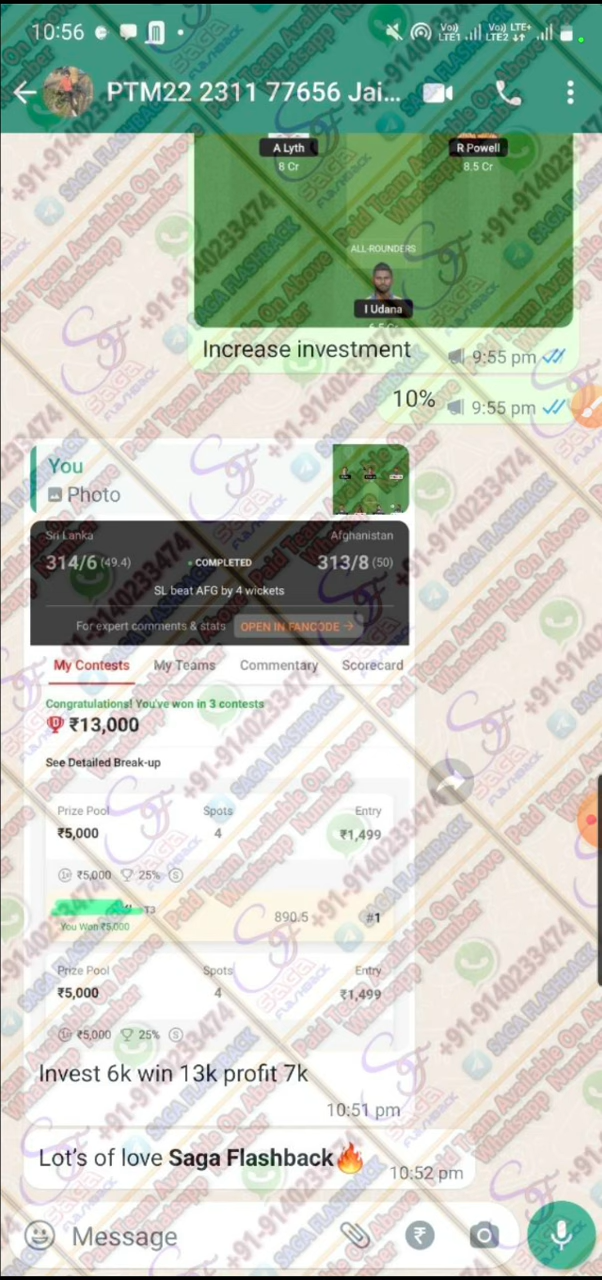 10:56
Vo) LTE1 Vo) LTE+ LTE2
PTM22 2311 77656 Jai...
A Lyth
8 Cr
R Powell
8.5 Cr
ALL-ROUNDERS
I Udana
Increase investment
9:55 pm
10%
9:55 pm
You
Photo
Sri Lanka
Afghanistan
314/6 (49.4)
COMPLETED
313/8 (50)
SL beat AFG by 4 wickets
For expert comments & stats OPEN IN FANCODE →
My Contests My Teams Commentary Scorecard
Congratulations! You've won in 3 contests
₹13,000
See Detailed Break-up
Prize Pool Spots Entry
₹5,000 4 ₹1,499
₹5,000 25% S
T3 890.5 #1
You Won ₹5,000
Prize Pool Spots Entry
₹5,000 4 ₹1,499
₹5,000 25% S
Invest 6k win 13k profit 7k
10:51 pm
Lot's of love Saga Flashback🔥
10:52 pm
Message
+91-9140233474
SAGA FLASHBACK
Paid Team Available On Above
Whatsapp Number